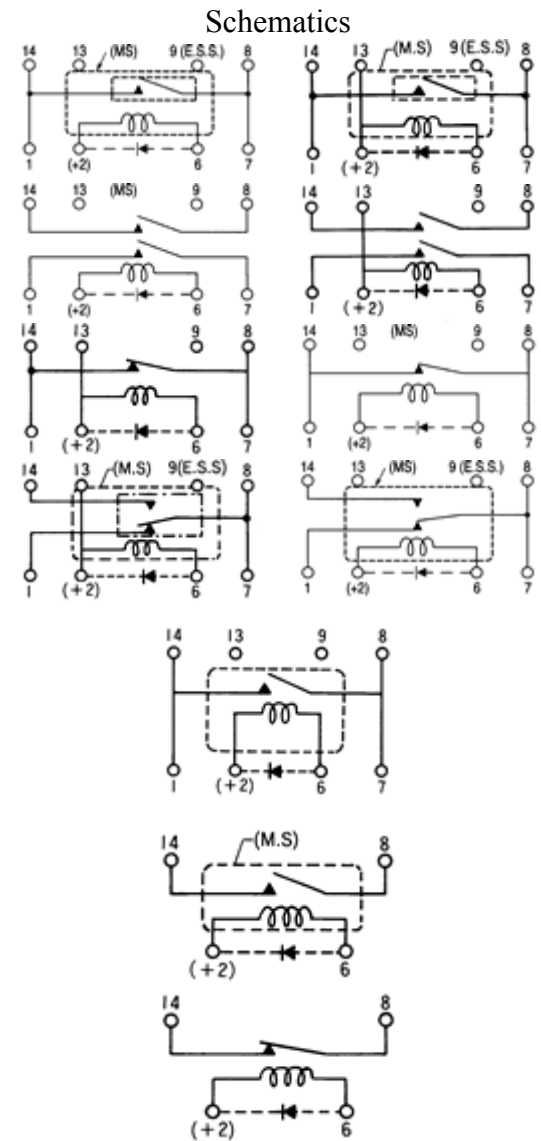 Schematics
14 13 (MS) 9 (E.S.S.) 8
1 (+2) 6 7
14 13 (M.S) 9 (E.S.S) 8
1 (+2) 6 7
14 13 (MS) 9 8
1 (+2) 6 7
14 13 9 8
1 (+2) 6 7
14 13 9 8
1 (+2) 6 7
14 13 (MS) 9 8
1 (+2) 6 7
14 13 (M.S) 9(E.S.S) 8
1 (+2) 6 7
14 13 (MS) 9 (E.S.S.) 8
1 (+2) 6 7
14 13 9 8
1 (+2) 6 7
14 (M.S) 8
(+2) 6
14 8
(+2) 6